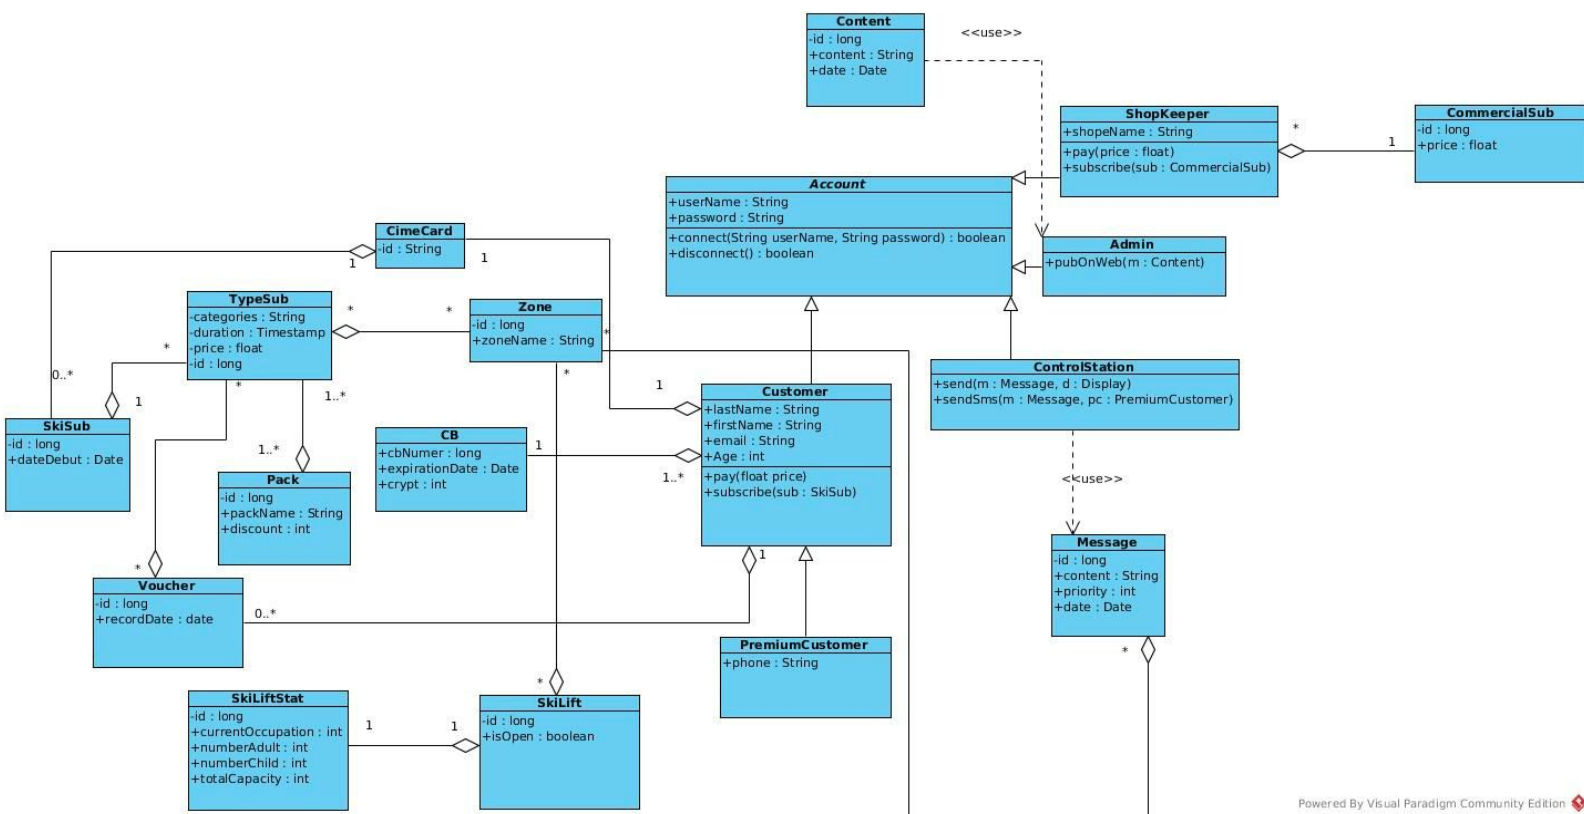 Content
-id : long
+content : String
+date : Date
<<use>>
ShopKeeper
+shopeName : String
+pay(price : float)
+subscribe(sub : CommercialSub)
*
1
CommercialSub
-id : long
+price : float
Account
+userName : String
+password : String
+connect(String userName, String password) : boolean
+disconnect() : boolean
Admin
+pubOnWeb(m : Content)
CimeCard
-id : String
1
1
TypeSub
-categories : String
-duration : Timestamp
-price : float
-id : long
*
*
Zone
-id : long
+zoneName : String
*
*
0..*
1
*
1..*
*
1
ControlStation
+send(m : Message, d : Display)
+sendSms(m : Message, pc : PremiumCustomer)
Customer
+lastName : String
+firstName : String
+email : String
+Age : int
+pay(float price)
+subscribe(sub : SkiSub)
SkiSub
-id : long
+dateDebut : Date
CB
+cbNumer : long
+expirationDate : Date
+crypt : int
1
1..*
1..*
Pack
-id : long
+packName : String
+discount : int
<<use>>
Message
-id : long
+content : String
+priority : int
+date : Date
*
1
*
Voucher
-id : long
+recordDate : date
0..*
PremiumCustomer
+phone : String
*
SkiLiftStat
-id : long
+currentOccupation : int
+numberAdult : int
+numberChild : int
+totalCapacity : int
1
1
SkiLift
-id : long
+isOpen : boolean
Powered By Visual Paradigm Community Edition